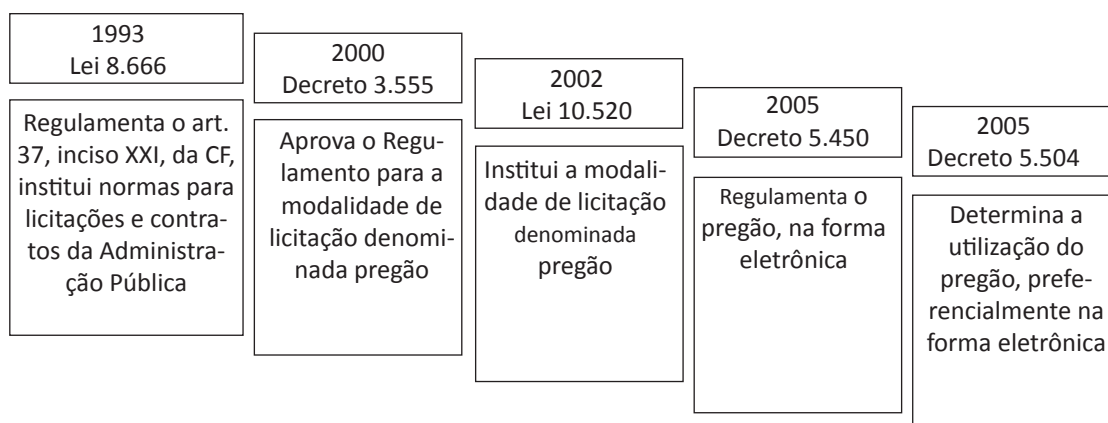 1993
Lei 8.666
Regulamenta o art.
37, inciso XXI, da CF,
institui normas para
licitações e contra-
tos da Administra-
ção Pública
2000
Decreto 3.555
Aprova o Regu-
lamento para a
modalidade de
licitação denomi-
nada pregão
2002
Lei 10.520
Institui a modali-
dade de licitação
denominada
pregão
2005
Decreto 5.450
Regulamenta o
pregão, na forma
eletrônica
2005
Decreto 5.504
Determina a
utilização do
pregão, prefe-
rencialmente na
forma eletrônica